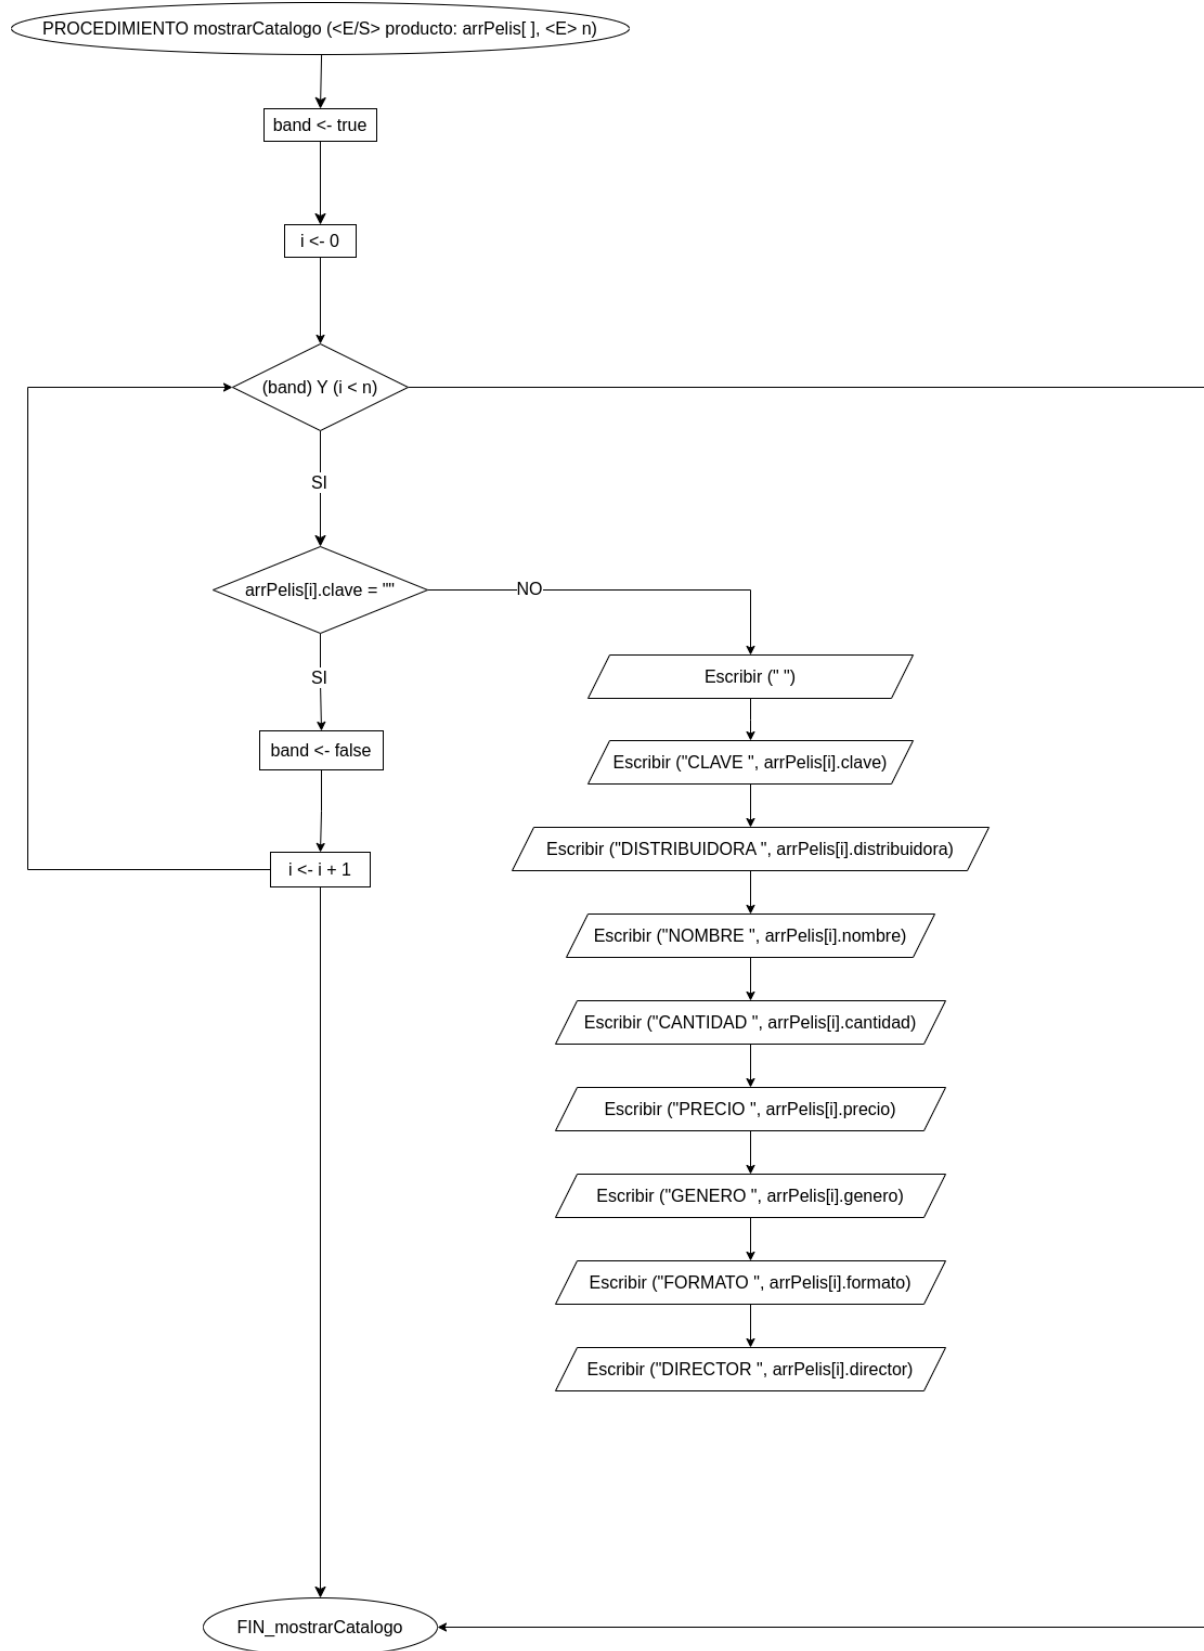 PROCEDIMIENTO mostrarCatalogo (<E/S> producto: arrPelis[ ], <E> n)
band <- true
i <- 0
(band) Y (i < n)
SI
arrPelis[i].clave = ""
NO
SI
Escribir (" ")
band <- false
Escribir ("CLAVE ", arrPelis[i].clave)
Escribir ("DISTRIBUIDORA ", arrPelis[i].distribuidora)
i <- i + 1
Escribir ("NOMBRE ", arrPelis[i].nombre)
Escribir ("CANTIDAD ", arrPelis[i].cantidad)
Escribir ("PRECIO ", arrPelis[i].precio)
Escribir ("GENERO ", arrPelis[i].genero)
Escribir ("FORMATO ", arrPelis[i].formato)
Escribir ("DIRECTOR ", arrPelis[i].director)
FIN_mostrarCatalogo